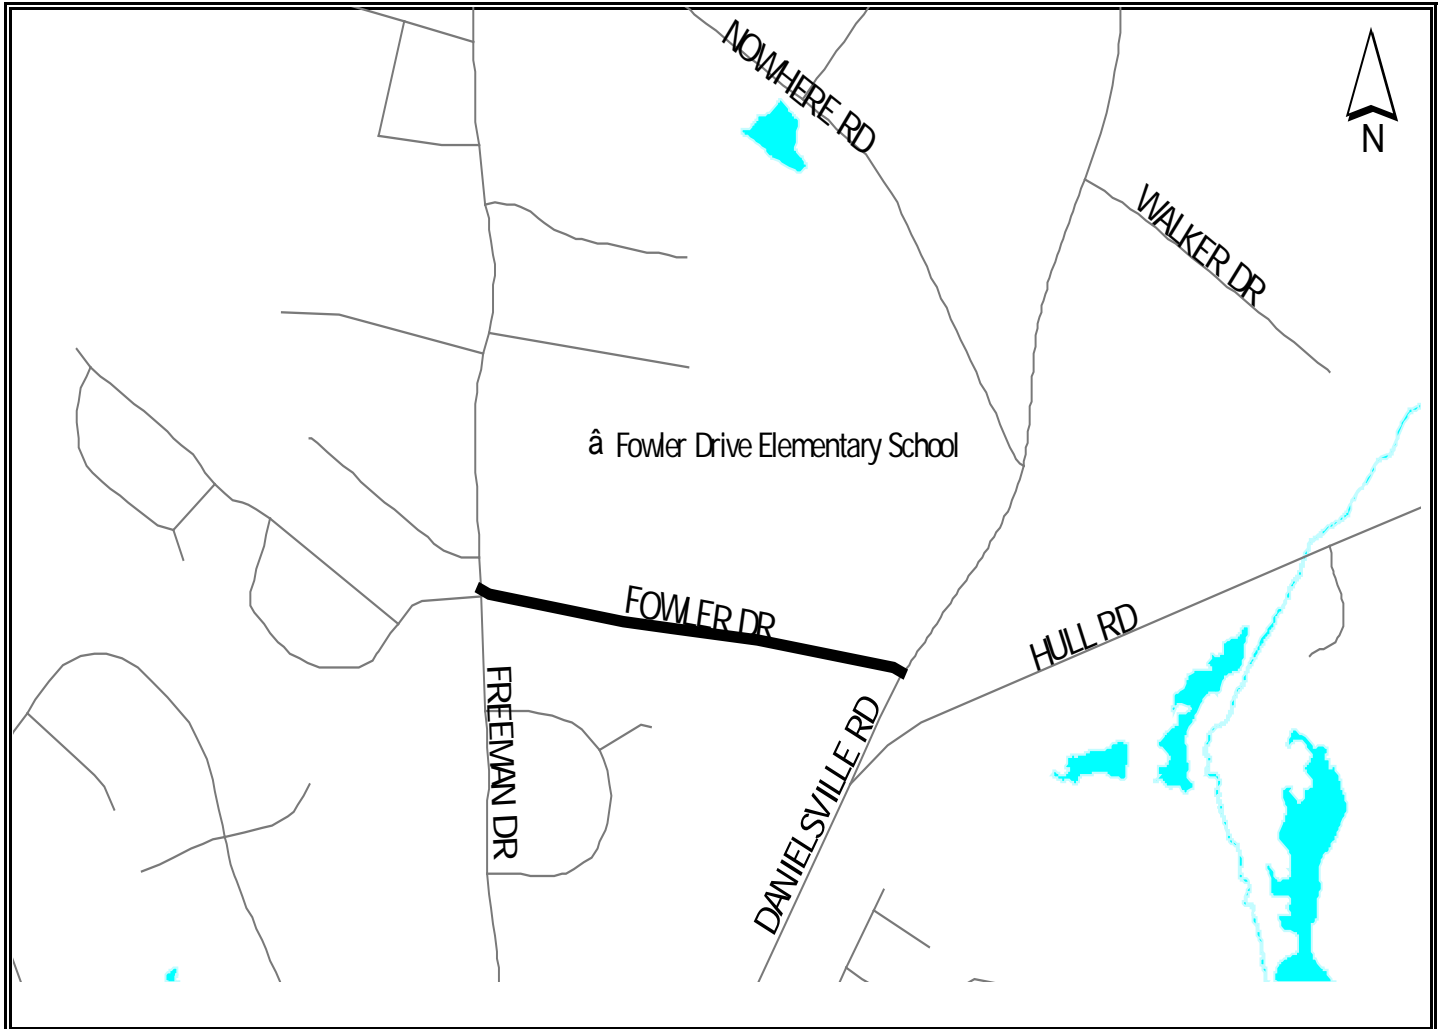 NOWHERE RD
N
WALKER DR
â Fowler Drive Elementary School
FOWLER DR
HULL RD
FREEMAN DR
DANIELSVILLE RD